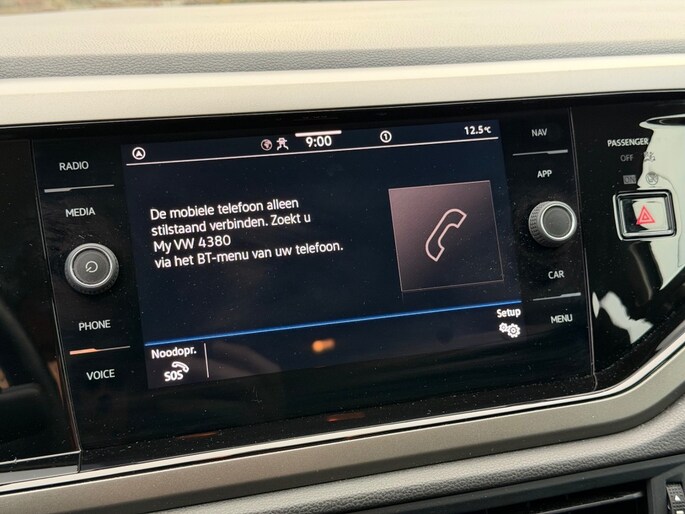 RADIO
MEDIA
PHONE
VOICE
9:00
1
12.5°C
De mobiele telefoon alleen
stilstaand verbinden. Zoekt u
My VW 4380
via het BT-menu van uw telefoon.
Noodopr.
SOS
Setup
NAV
APP
CAR
MENU
PASSENGER
OFF